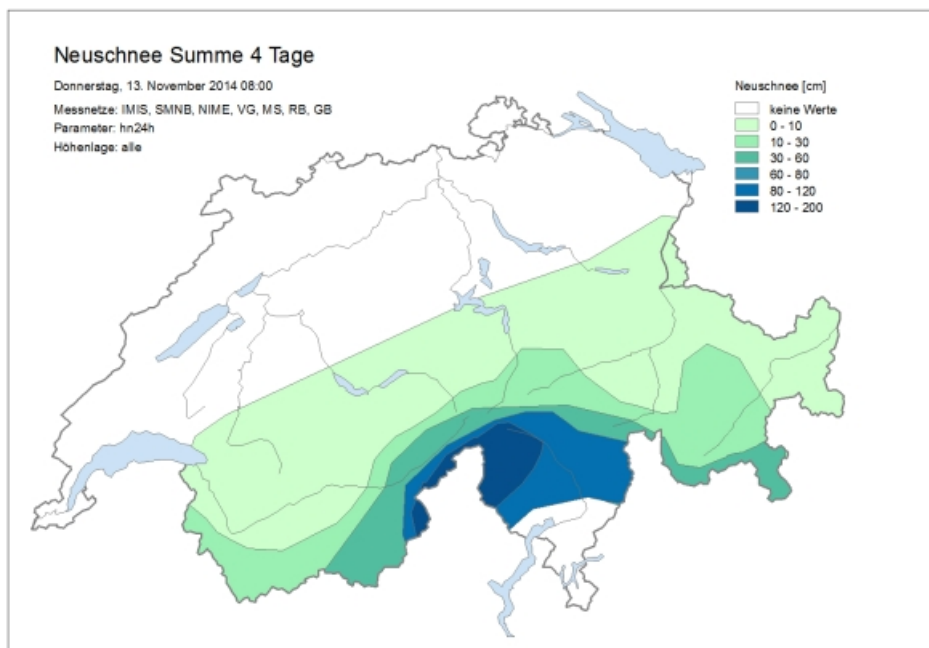 Neuschnee Summe 4 Tage
Donnerstag, 13. November 2014 08:00
Messnetze: IMIS, SMNB, NIME, VG, MS, RB, GB
Parameter: hn24h
Höhenlage: alle
Neuschnee [cm]
keine Werte
0 - 10
10 - 30
30 - 60
60 - 80
80 - 120
120 - 200